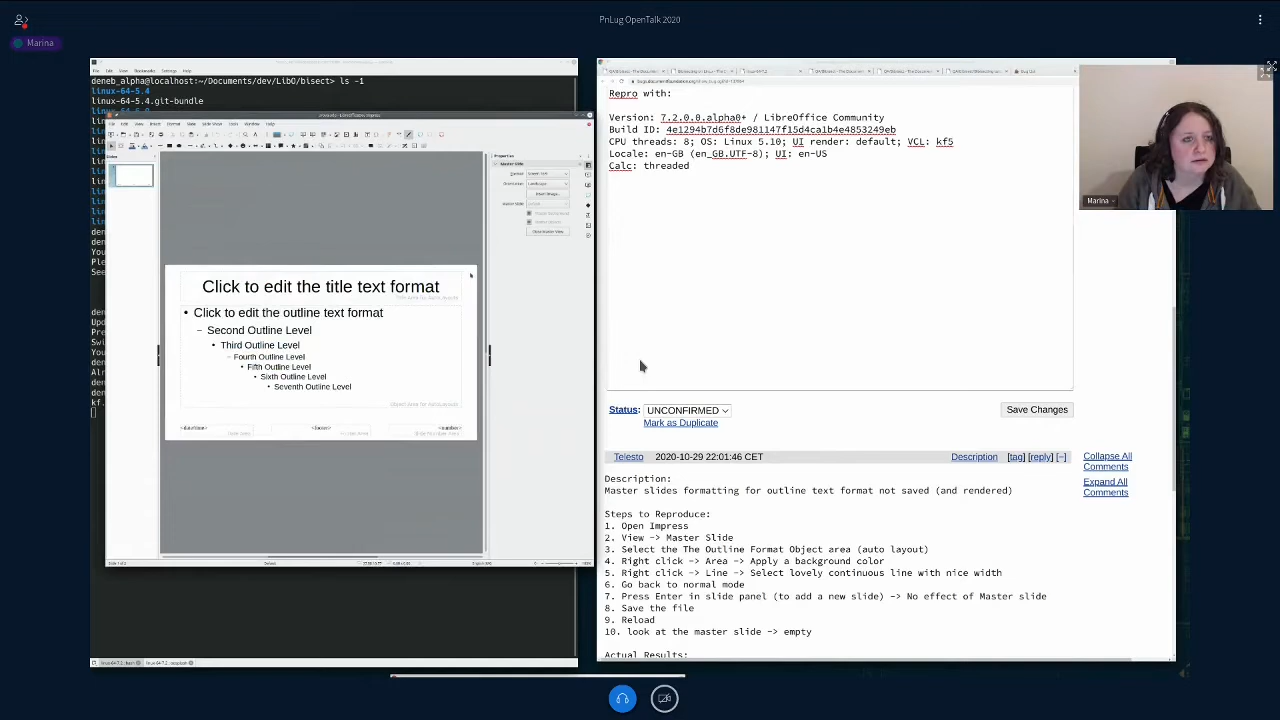 PnLug OpenTalk 2020
Marina
deneb_alpha@localhost:~/Documents/dev/LibO/bisect> ls -1
linux-64-5.4
linux-64-5.4.git-bundle
Click to edit the title text format
• Click to edit the outline text format
– Second Outline Level
• Third Outline Level
– Fourth Outline Level
• Fifth Outline Level
• Sixth Outline Level
• Seventh Outline Level
Properties
Master Slide
Repro with:
Version: 7.2.0.0.alpha0+ / LibreOffice Community
Build ID: 4e1294b7d6f8de981147f15d4ca1b4e4853249eb
CPU threads: 8; OS: Linux 5.10; UI render: default; VCL: kf5
Locale: en-GB (en_GB.UTF-8); UI: en-US
Calc: threaded
Marina
Status: UNCONFIRMED
Save Changes
Mark as Duplicate
Telesto 2020-10-29 22:01:46 CET Description [tag] [reply] [−]
Collapse All
Comments
Expand All
Comments
Description:
Master slides formatting for outline text format not saved (and rendered)
Steps to Reproduce:
1. Open Impress
2. View -> Master Slide
3. Select the The Outline Format Object area (auto layout)
4. Right click -> Area -> Apply a background color
5. Right click -> Line -> Select lovely continuous line with nice width
6. Go back to normal mode
7. Press Enter in slide panel (to add a new slide) -> No effect of Master slide
8. Save the file
9. Reload
10. look at the master slide -> empty
Actual Results: